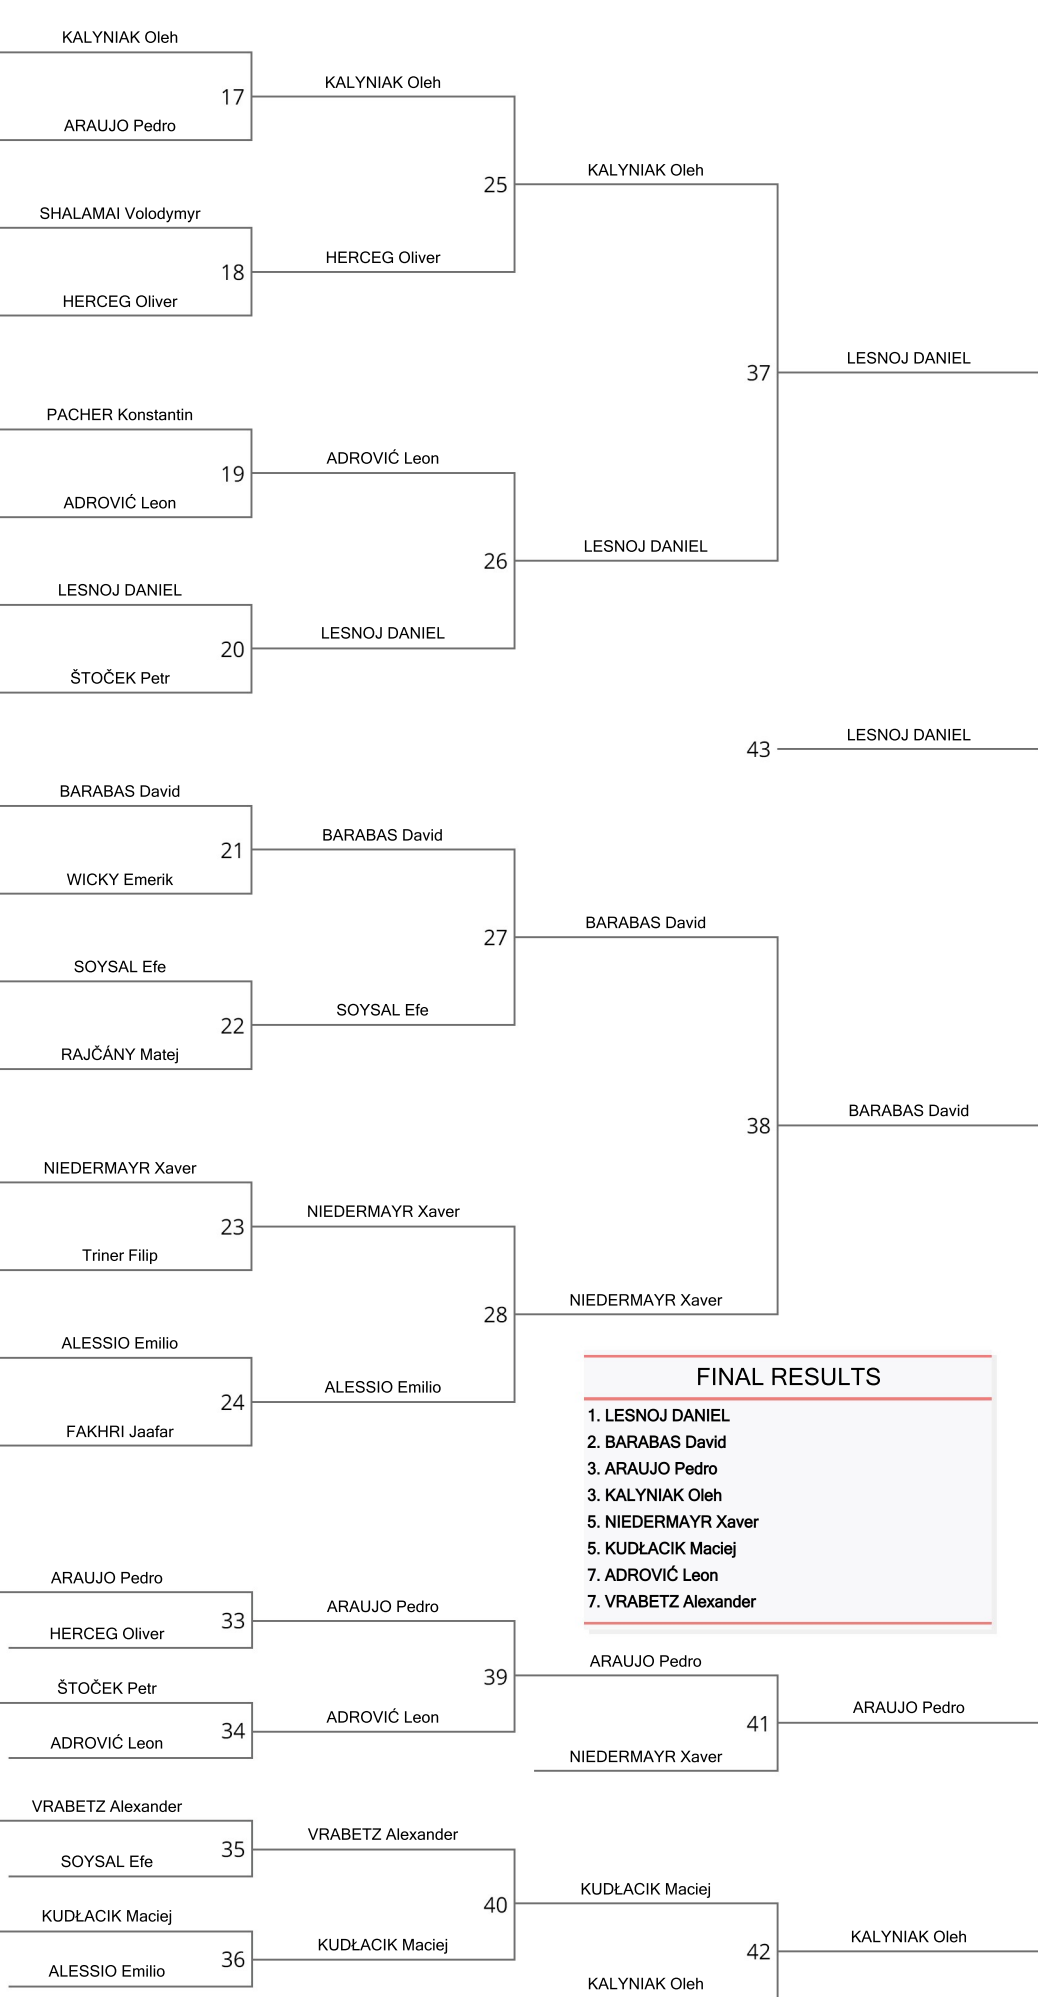 KALYNIAK Oleh
17
KALYNIAK Oleh
ARAUJO Pedro
25
KALYNIAK Oleh
SHALAMAI Volodymyr
18
HERCEG Oliver
HERCEG Oliver
37
LESNOJ DANIEL
PACHER Konstantin
19
ADROVIĆ Leon
ADROVIĆ Leon
26
LESNOJ DANIEL
LESNOJ DANIEL
20
LESNOJ DANIEL
ŠTOČEK Petr
43
LESNOJ DANIEL
BARABAS David
21
BARABAS David
WICKY Emerik
27
BARABAS David
SOYSAL Efe
22
SOYSAL Efe
RAJČÁNY Matej
38
BARABAS David
NIEDERMAYR Xaver
23
NIEDERMAYR Xaver
Triner Filip
28
NIEDERMAYR Xaver
ALESSIO Emilio
24
ALESSIO Emilio
FAKHRI Jaafar
FINAL RESULTS
1. LESNOJ DANIEL
2. BARABAS David
3. ARAUJO Pedro
3. KALYNIAK Oleh
5. NIEDERMAYR Xaver
5. KUDŁACIK Maciej
7. ADROVIĆ Leon
7. VRABETZ Alexander
ARAUJO Pedro
33
ARAUJO Pedro
HERCEG Oliver
39
ARAUJO Pedro
ŠTOČEK Petr
34
ADROVIĆ Leon
ADROVIĆ Leon
41
ARAUJO Pedro
NIEDERMAYR Xaver
VRABETZ Alexander
35
VRABETZ Alexander
SOYSAL Efe
40
KUDŁACIK Maciej
KUDŁACIK Maciej
36
KUDŁACIK Maciej
ALESSIO Emilio
42
KALYNIAK Oleh
KALYNIAK Oleh